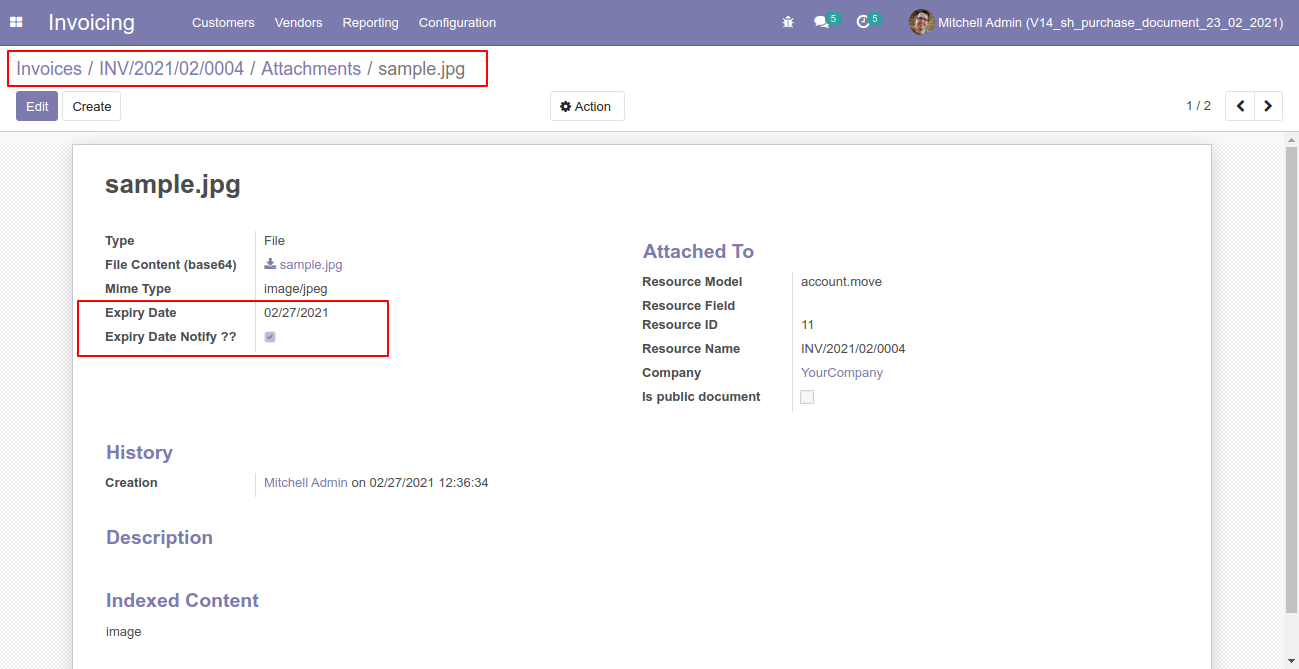 Invoicing Customers Vendors Reporting Configuration 5 5 Mitchell Admin (V14_sh_purchase_document_23_02_2021)
Invoices / INV/2021/02/0004 / Attachments / sample.jpg
Edit Create Action 1 / 2
sample.jpg
Type File
File Content (base64) sample.jpg
Mime Type image/jpeg
Expiry Date 02/27/2021
Expiry Date Notify ??
Attached To
Resource Model account.move
Resource Field
Resource ID 11
Resource Name INV/2021/02/0004
Company YourCompany
Is public document
History
Creation Mitchell Admin on 02/27/2021 12:36:34
Description
Indexed Content
image